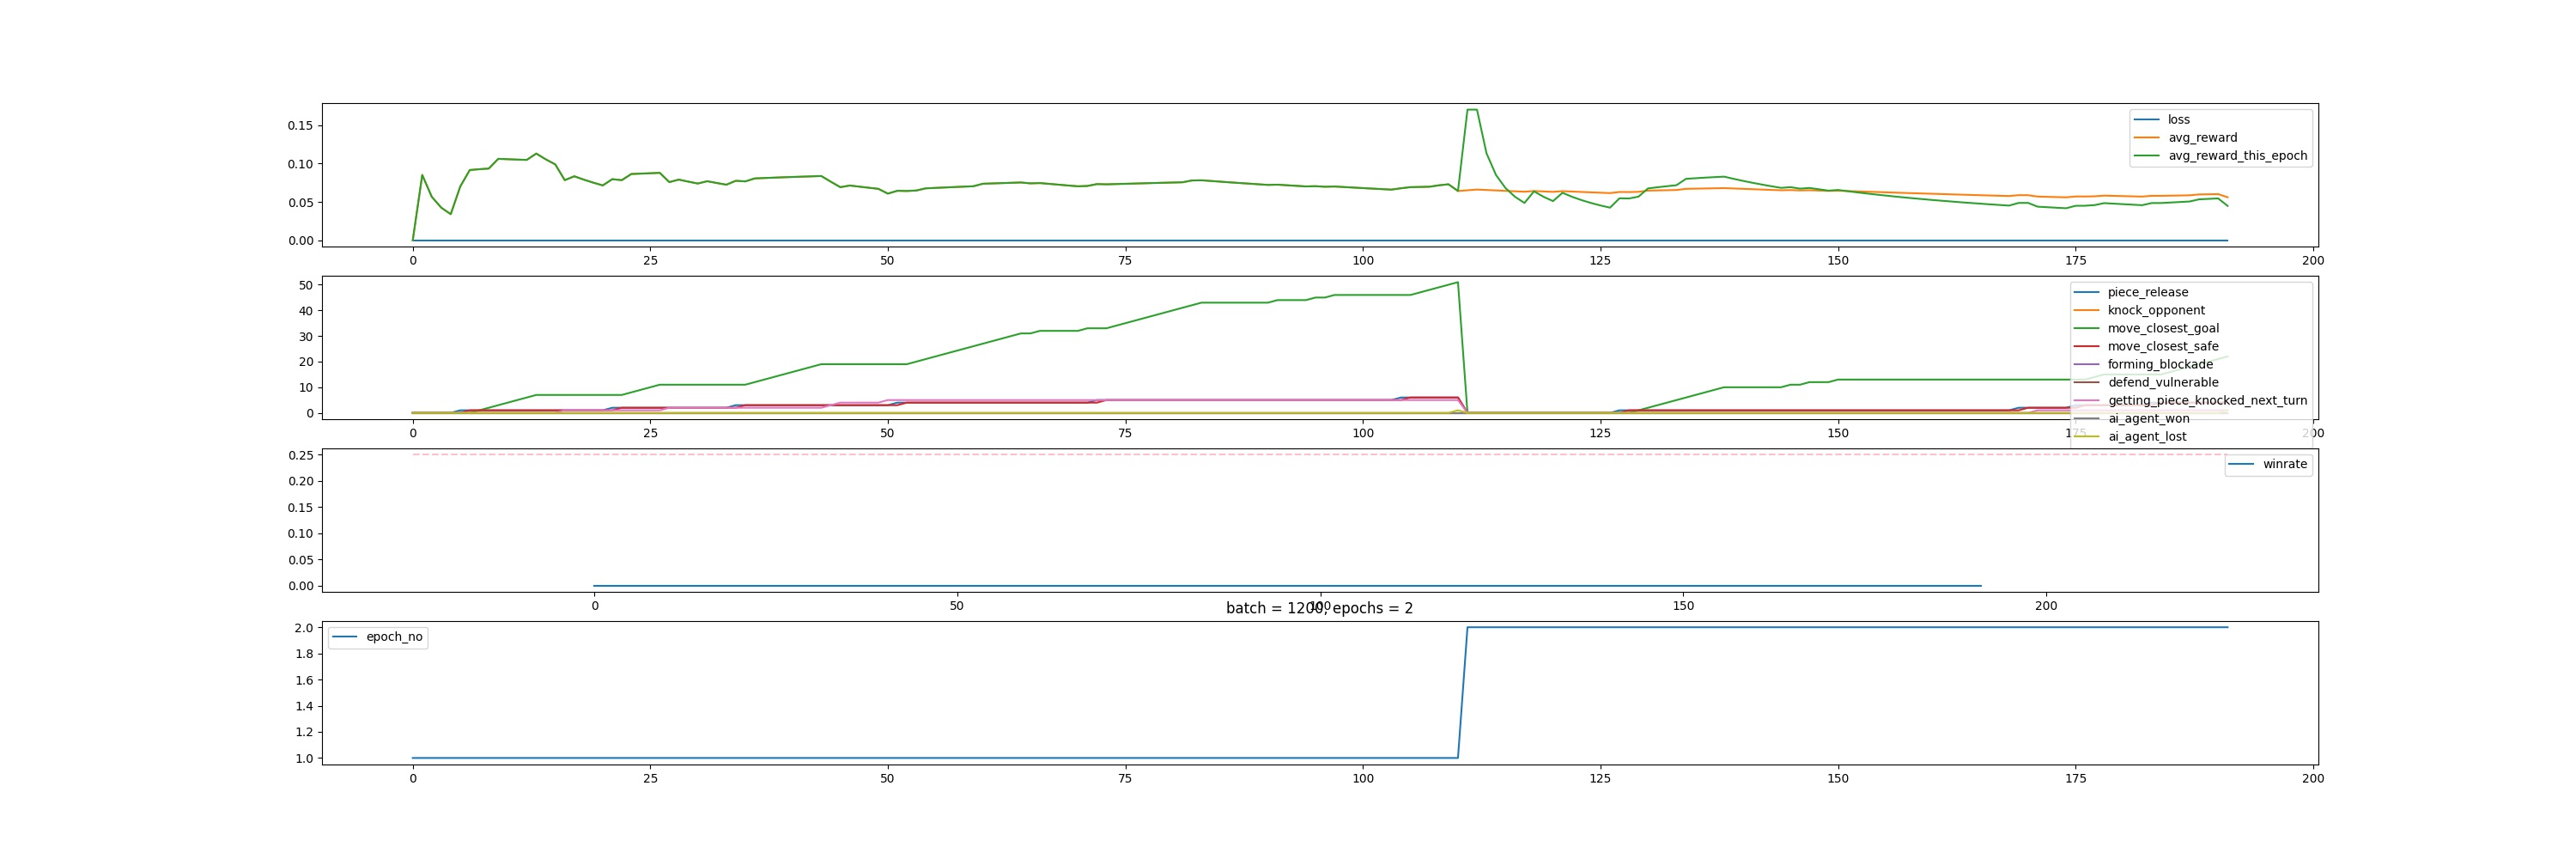 0.15
0.10
0.05
0.00
loss
avg_reward
avg_reward_this_epoch
0 25 50 75 100 125 150 175 200
50
40
30
20
10
0
piece_release
knock_opponent
move_closest_goal
move_closest_safe
forming_blockade
defend_vulnerable
getting_piece_knocked_next_turn
ai_agent_won
ai_agent_lost
0 25 50 75 100 125 150 175 200
0.25
0.20
0.15
0.10
0.05
0.00
winrate
0 50 100 150 200
batch = 1200, epochs = 2
2.0
1.8
1.6
1.4
1.2
1.0
epoch_no
0 25 50 75 100 125 150 175 200